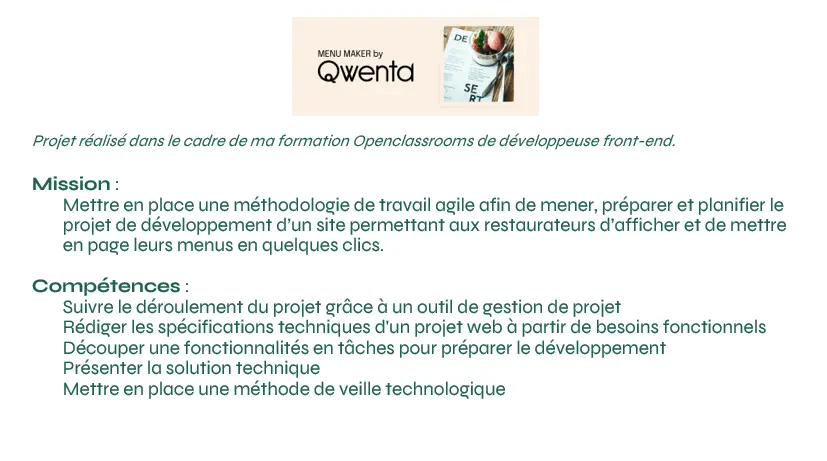 MENU MAKER by
Qwenta
DE
SE
RT
Projet réalisé dans le cadre de ma formation Openclassrooms de développeuse front-end.
Mission :
Mettre en place une méthodologie de travail agile afin de mener, préparer et planifier le
projet de développement d’un site permettant aux restaurateurs d’afficher et de mettre
en page leurs menus en quelques clics.
Compétences :
Suivre le déroulement du projet grâce à un outil de gestion de projet
Rédiger les spécifications techniques d'un projet web à partir de besoins fonctionnels
Découper une fonctionnalités en tâches pour préparer le développement
Présenter la solution technique
Mettre en place une méthode de veille technologique